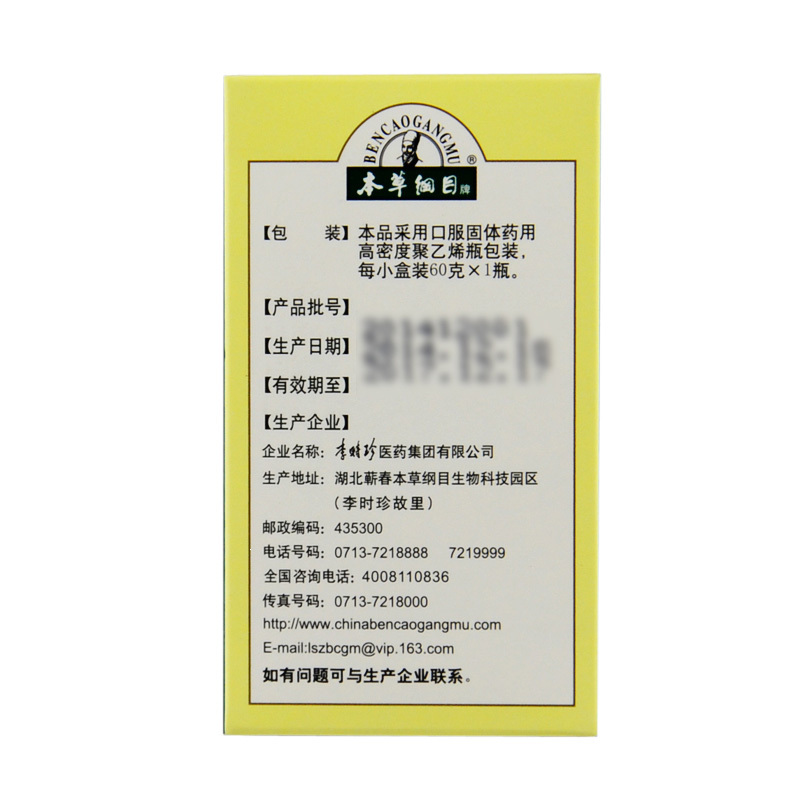 BENCAOGANGMU
®
本草纲目牌
【包 装】本品采用口服固体药用
高密度聚乙烯瓶包装，
每小盒装60克×1瓶。
【产品批号】
【生产日期】
【有效期至】
【生产企业】
企业名称：李时珍医药集团有限公司
生产地址：湖北蕲春本草纲目生物科技园区
（李时珍故里）
邮政编码：435300
电话号码：0713-7218888 7219999
全国咨询电话：4008110836
传真号码：0713-7218000
http://www.chinabencaogangmu.com
E-mail:lszbcgm@vip.163.com
如有问题可与生产企业联系。